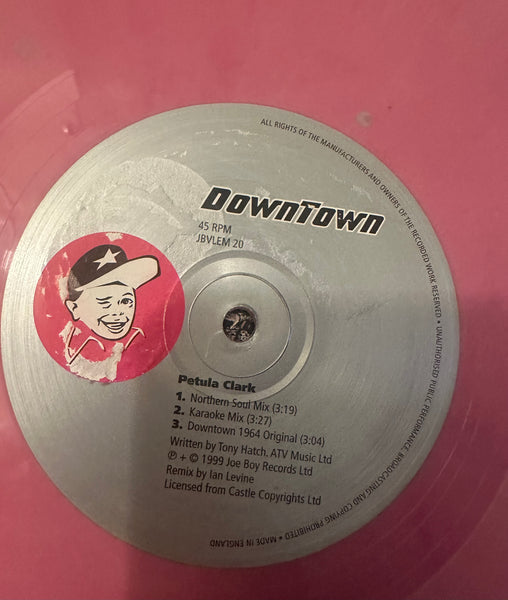 DOWNTOWN
45 RPM
JBVLEM 20
Petula Clark
1. Northern Soul Mix (3:19)
2. Karaoke Mix (3:27)
3. Downtown 1964 Original (3:04)
Written by Tony Hatch, ATV Music Ltd
℗ + © 1999 Joe Boy Records Ltd
Remix by Ian Levine
Licensed from Castle Copyrights Ltd
ALL RIGHTS OF THE MANUFACTURERS AND OWNERS OF THE RECORDED WORK RESERVED • UNAUTHORISED PUBLIC PERFORMANCE, BROADCASTING AND COPYING PROHIBITED • MADE IN ENGLAND